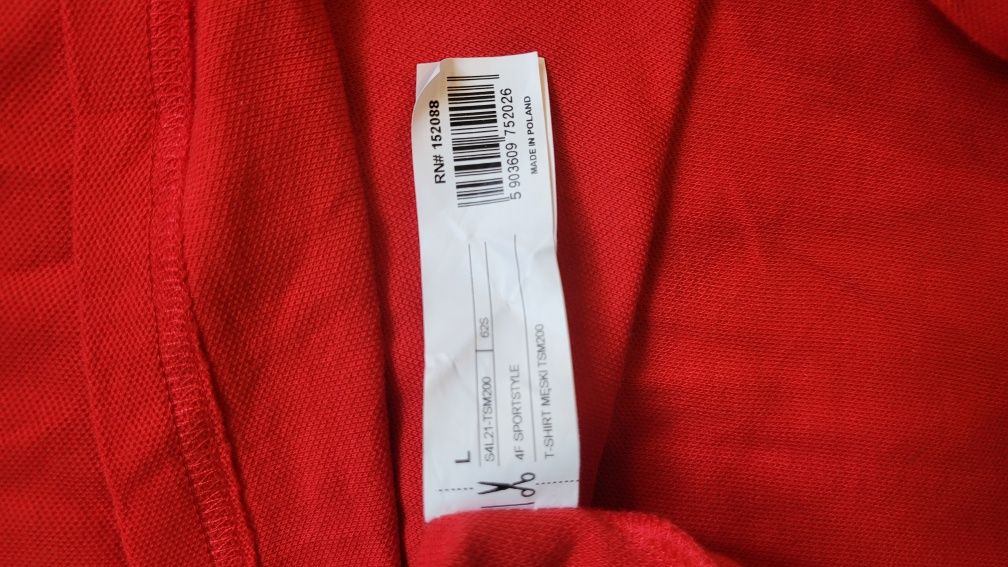 RN# 152088
5 903609 752026
MADE IN POLAND
L
S4L21-TSM200 62S
4F SPORTSTYLE
T-SHIRT MĘSKI TSM200